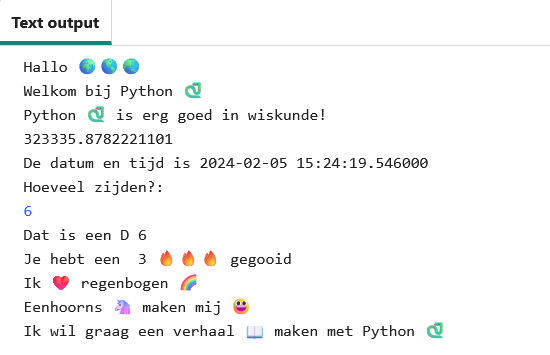 Text output
Hallo 🌍🌍🌍
Welkom bij Python 🐍
Python 🐍 is erg goed in wiskunde!
323335.8782221101
De datum en tijd is 2024-02-05 15:24:19.546000
Hoeveel zijden?:
6
Dat is een D 6
Je hebt een  3 🔥🔥🔥 gegooid
Ik ❤️ regenbogen 🌈
Eenhoorns 🦄 maken mij 😃
Ik wil graag een verhaal 📖 maken met Python 🐍